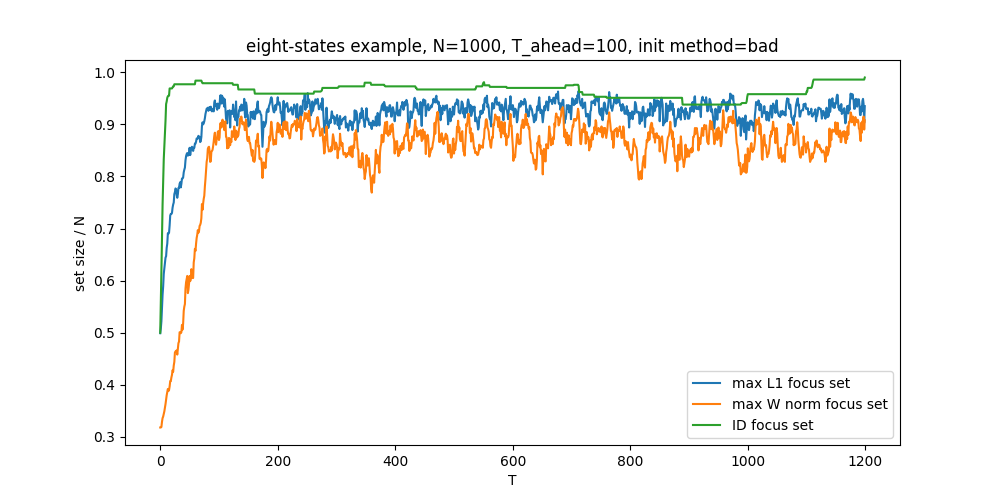 eight-states example, N=1000, T_ahead=100, init method=bad
1.0
0.9
0.8
0.7
0.6
0.5
0.4
0.3
set size / N
0 200 400 600 800 1000 1200
T
max L1 focus set
max W norm focus set
ID focus set